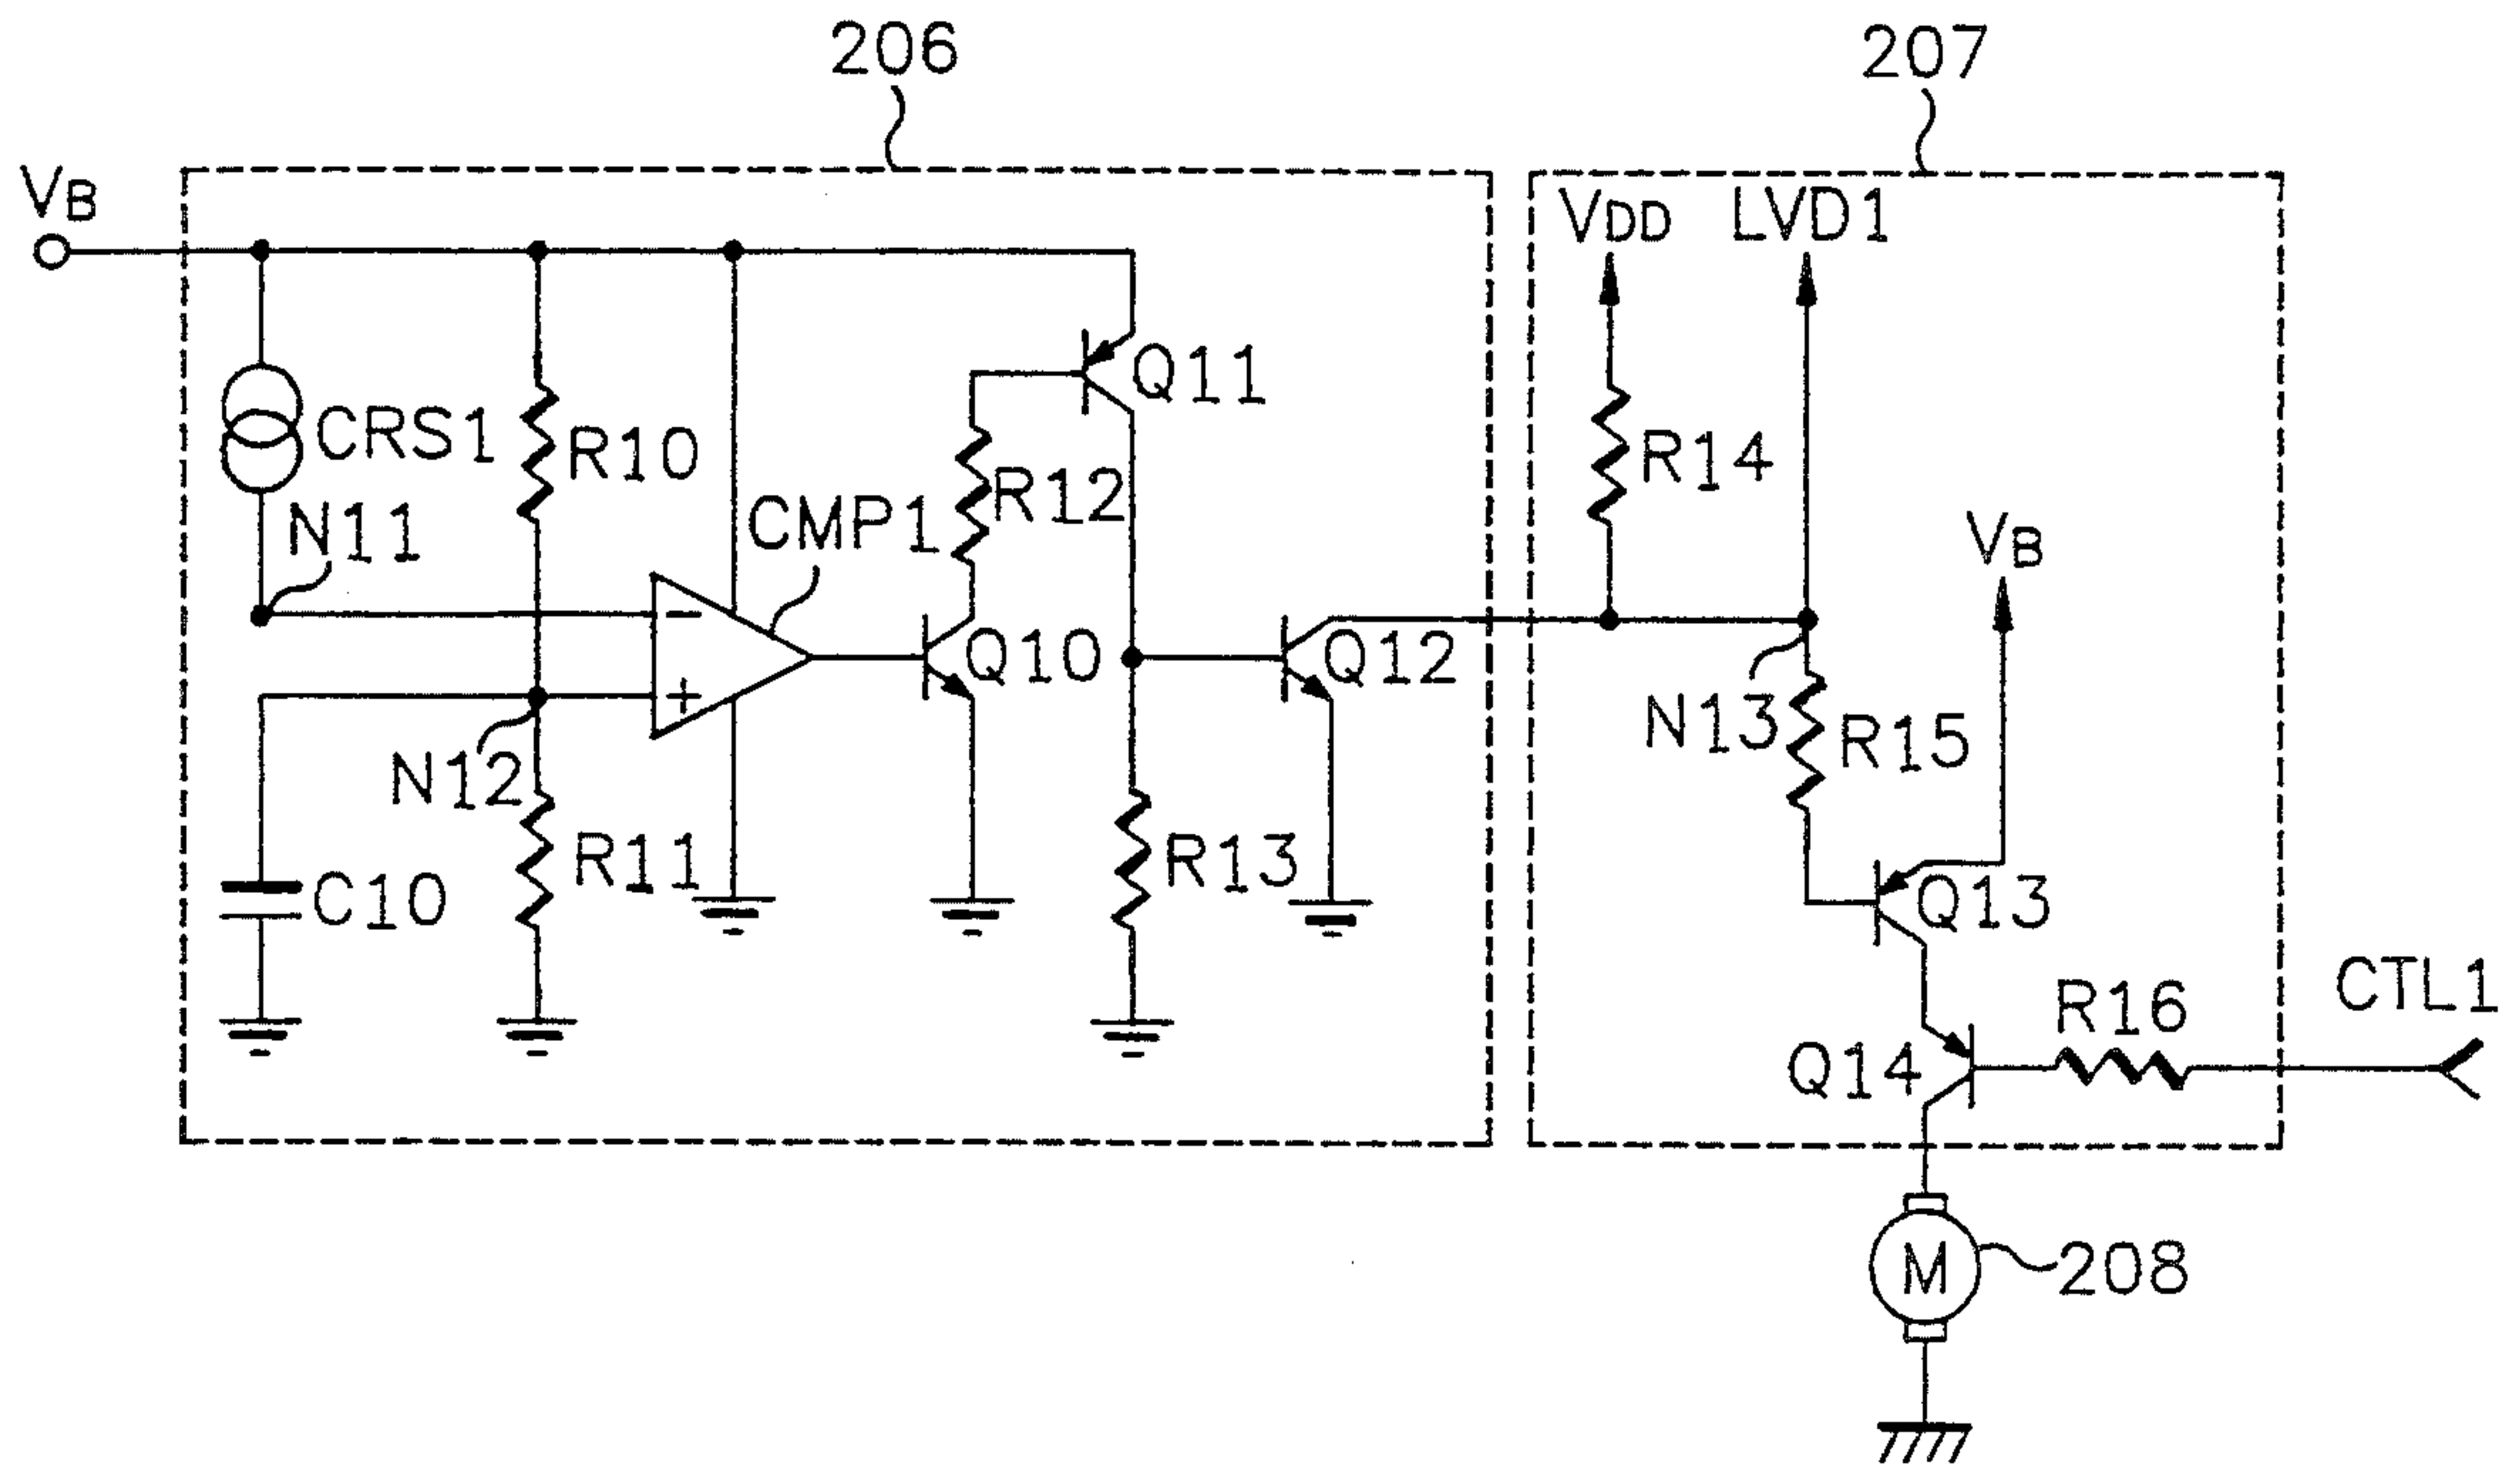 206
207
VB
VDD
LVD1
Q11
CRS1
R10
R12
R14
N11
CMP1
VB
-
Q10
Q12
+
N13
R15
N12
R11
R13
C10
Q13
CTL1
R16
Q14
M
208